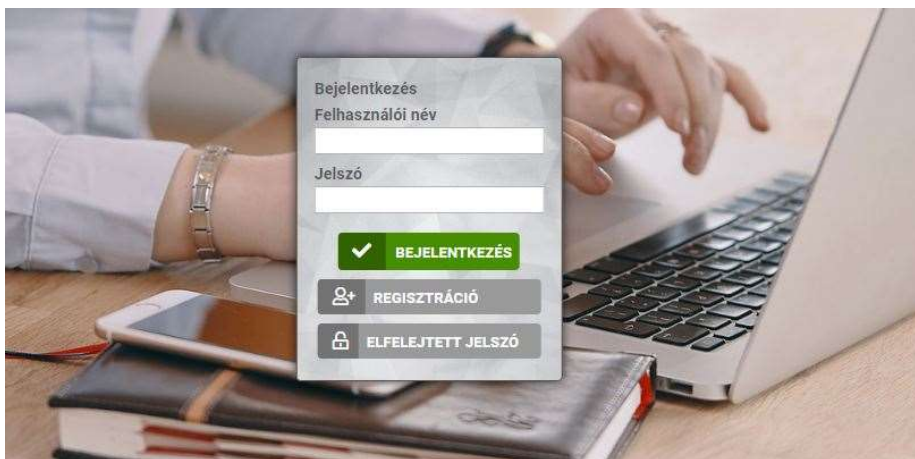 Bejelentkezés
Felhasználói név
Jelszó
BEJELENTKEZÉS
REGISZTRÁCIÓ
ELFELEJTETT JELSZÓ